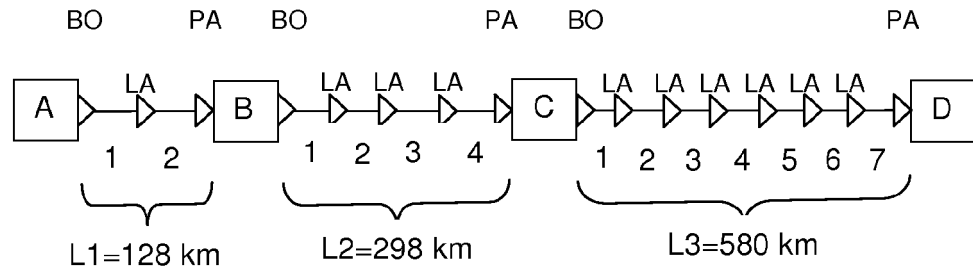 BO PA BO PA BO PA
LA LA LA LA LA LA LA LA LA LA
A B C D
1 2 1 2 3 4 1 2 3 4 5 6 7
L1=128 km L2=298 km L3=580 km